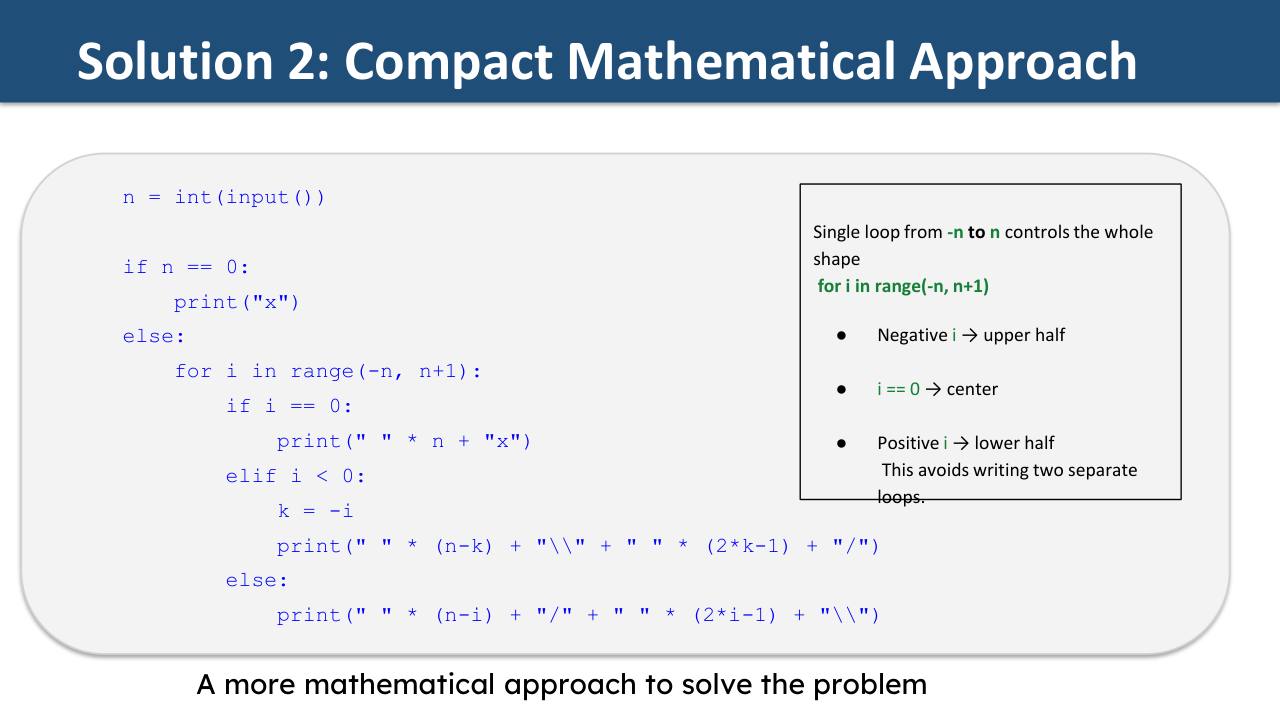 Solution 2: Compact Mathematical Approach
n = int(input())
if n == 0:
    print("x")
else:
    for i in range(-n, n+1):
        if i == 0:
            print(" " * n + "x")
        elif i < 0:
            k = -i
            print(" " * (n-k) + "\\" + " " * (2*k-1) + "/")
        else:
            print(" " * (n-i) + "/" + " " * (2*i-1) + "\\")
Single loop from -n to n controls the whole
shape
for i in range(-n, n+1)
● Negative i → upper half
● i == 0 → center
● Positive i → lower half
This avoids writing two separate
loops.
A more mathematical approach to solve the problem